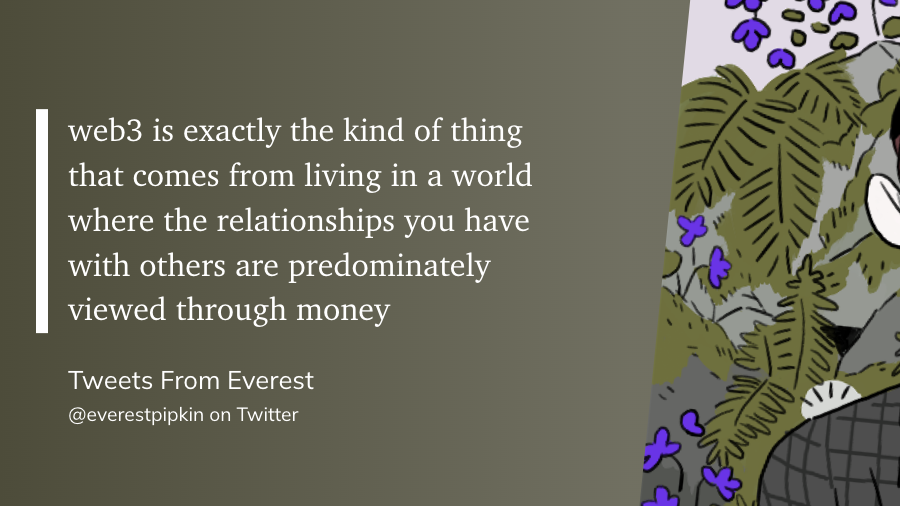 web3 is exactly the kind of thing
that comes from living in a world
where the relationships you have
with others are predominately
viewed through money
Tweets From Everest
@everestpipkin on Twitter